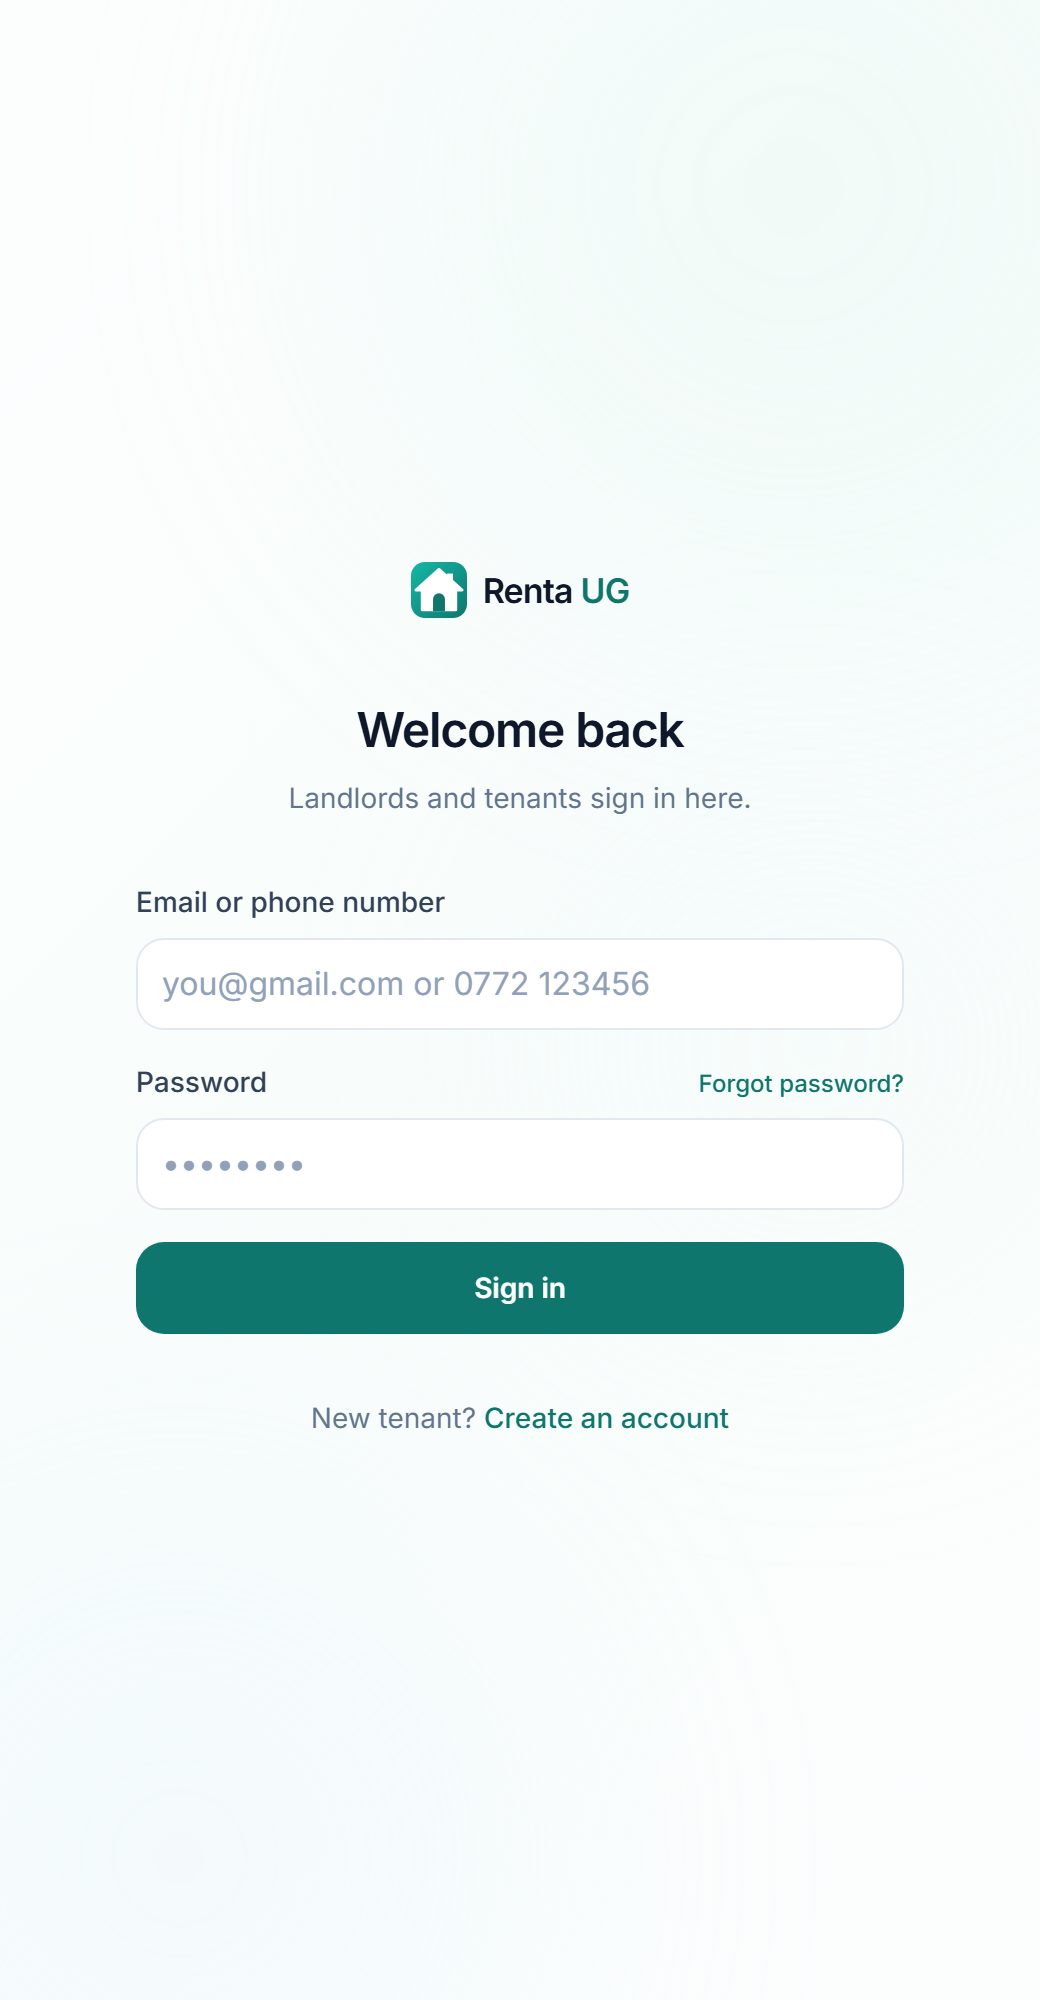 Renta UG
Welcome back
Landlords and tenants sign in here.
Email or phone number
you@gmail.com or 0772 123456
Password
Forgot password?
••••••••
Sign in
New tenant? Create an account